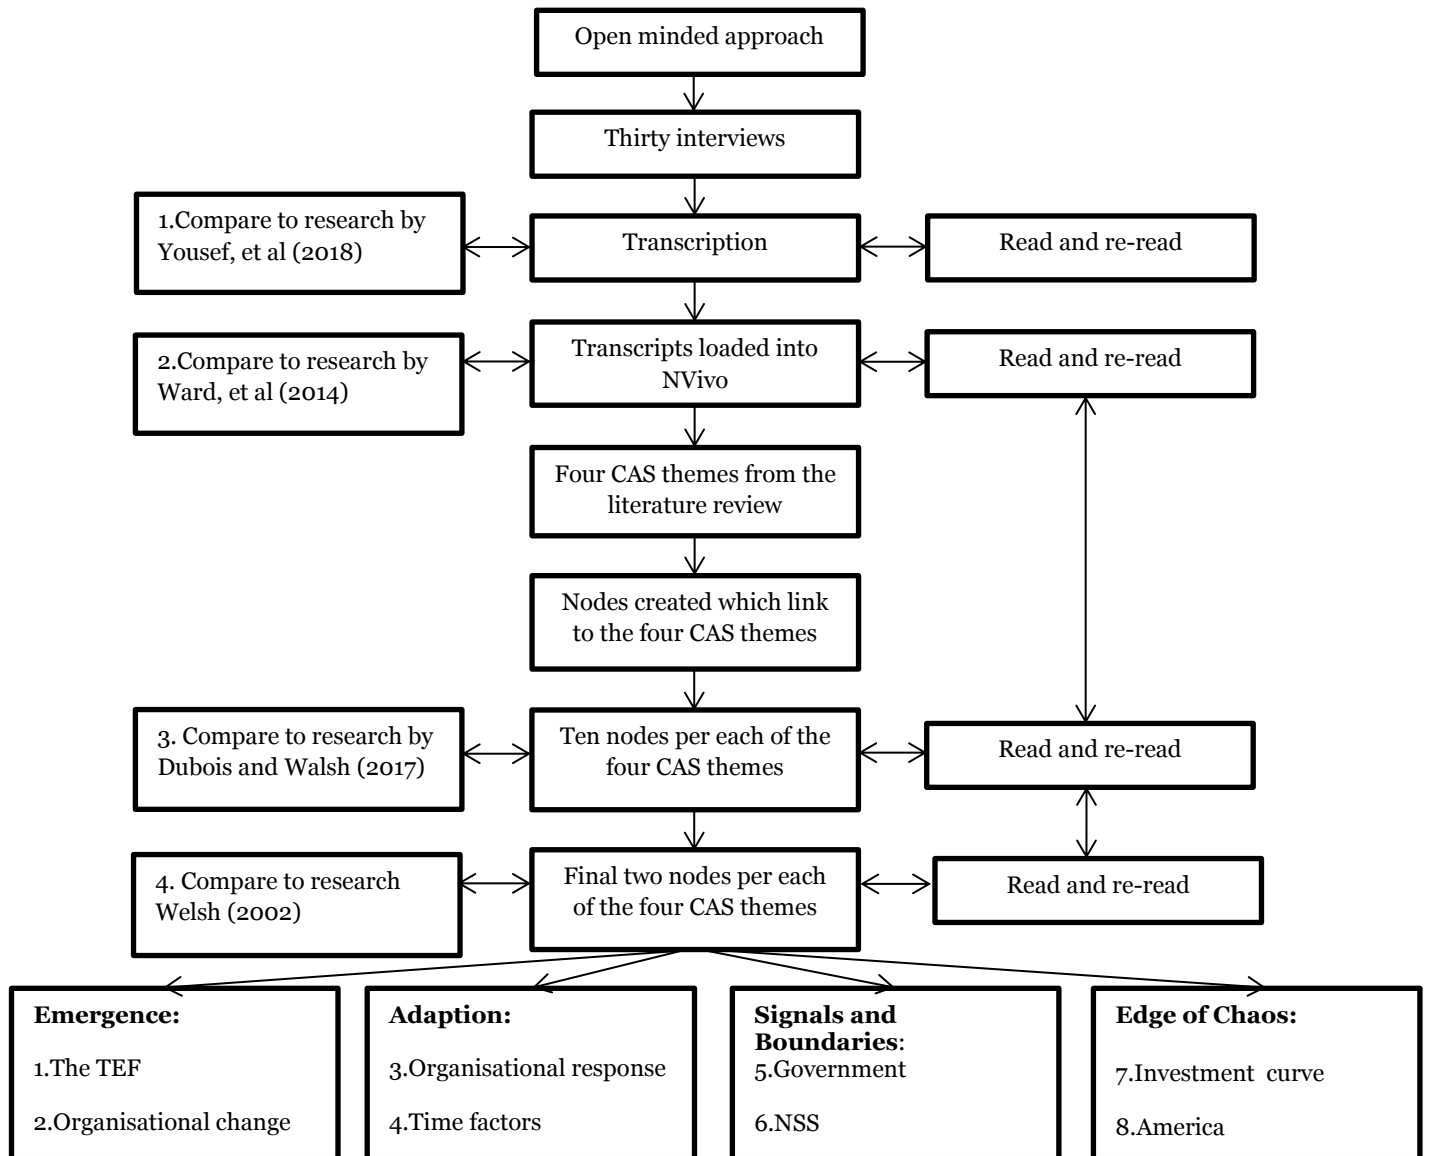 Open minded approach
Thirty interviews
1.Compare to research by
Yousef, et al (2018)
Transcription
Read and re-read
2.Compare to research by
Ward, et al (2014)
Transcripts loaded into
NVivo
Read and re-read
Four CAS themes from the
literature review
Nodes created which link
to the four CAS themes
3. Compare to research by
Dubois and Walsh (2017)
Ten nodes per each of the
four CAS themes
Read and re-read
4. Compare to research
Welsh (2002)
Final two nodes per each
of the four CAS themes
Read and re-read
Emergence:
1.The TEF
2.Organisational change
Adaption:
3.Organisational response
4.Time factors
Signals and
Boundaries:
5.Government
6.NSS
Edge of Chaos:
7.Investment curve
8.America